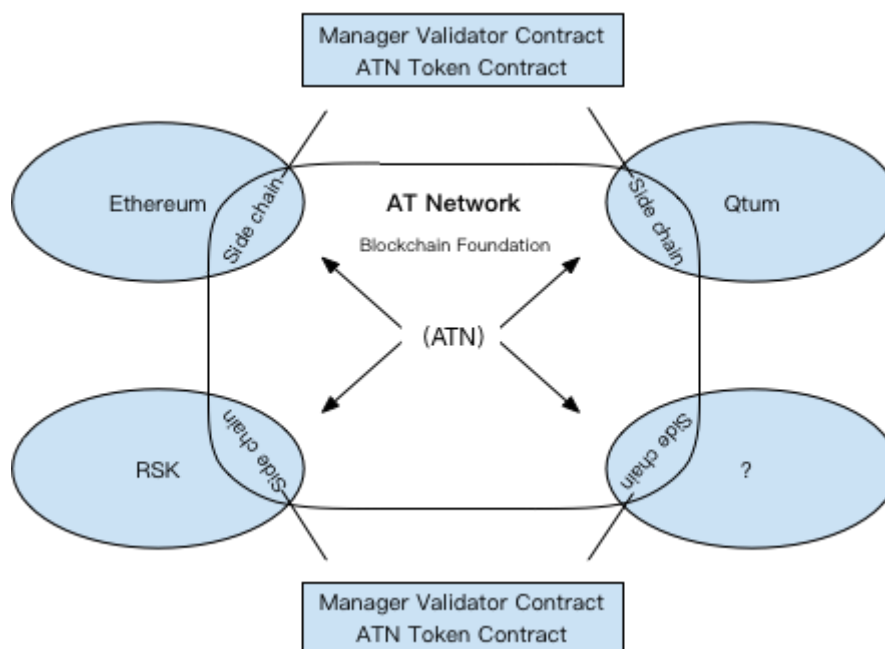 Manager Validator Contract
ATN Token Contract
Ethereum
Side chain
AT Network
Blockchain Foundation
Side chain
Qtum
(ATN)
RSK
Side chain
Side chain
?
Manager Validator Contract
ATN Token Contract